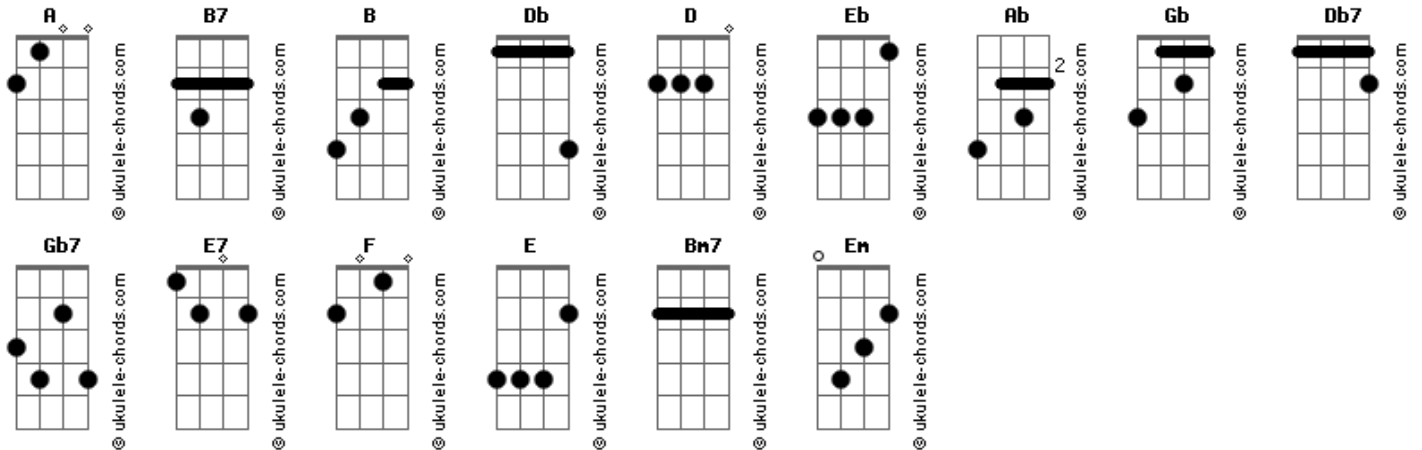 A B7 B Db D Eb Ab Gb Db7
2
© ukulele-chords.com © ukulele-chords.com © ukulele-chords.com © ukulele-chords.com © ukulele-chords.com © ukulele-chords.com © ukulele-chords.com © ukulele-chords.com © ukulele-chords.com
Gb7 E7 F E Bm7 Em
© ukulele-chords.com © ukulele-chords.com © ukulele-chords.com © ukulele-chords.com © ukulele-chords.com © ukulele-chords.com